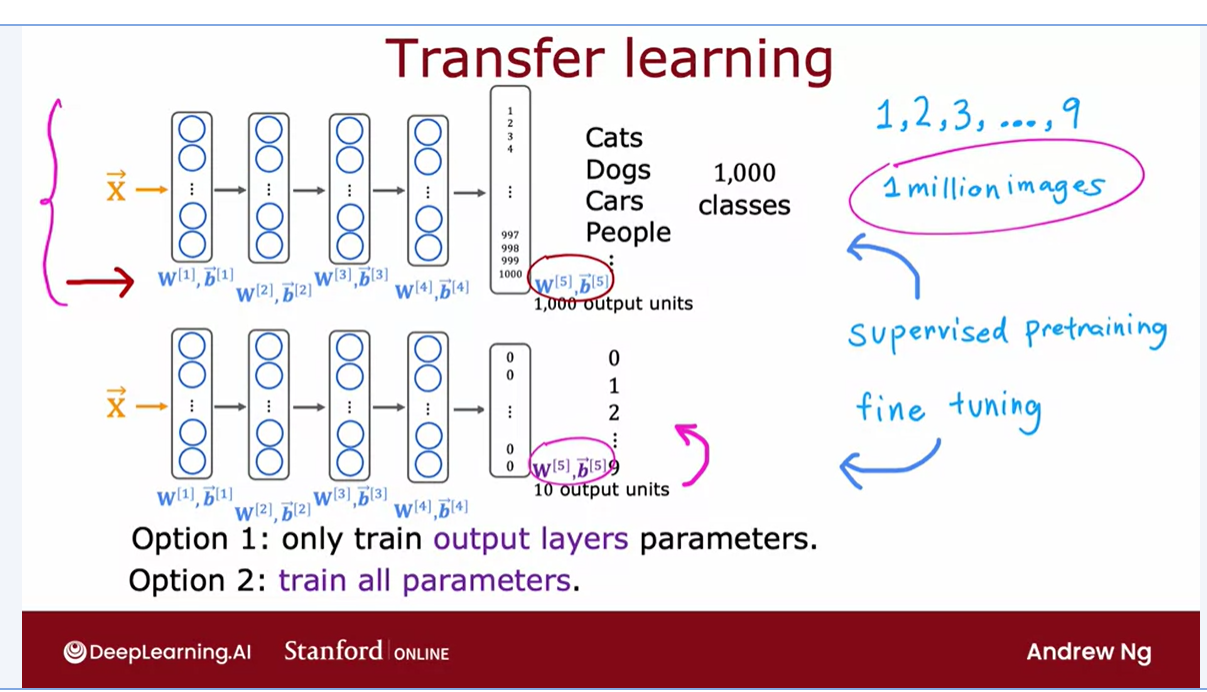 Transfer learning
x⃗
1
2
3
4
⋮
997
998
999
1000
W[1], b⃗[1]
W[2], b⃗[2]
W[3], b⃗[3]
W[4], b⃗[4]
W[5], b⃗[5]
1,000 output units
Cats
Dogs
Cars
People
⋮
1,000
classes
1, 2, 3, ..., 9
1 million images
supervised pretraining
x⃗
0
0
⋮
0
0
W[1], b⃗[1]
W[2], b⃗[2]
W[3], b⃗[3]
W[4], b⃗[4]
W[5], b⃗[5]
10 output units
0
1
2
⋮
9
fine tuning
Option 1: only train output layers parameters.
Option 2: train all parameters.
DeepLearning.AI
Stanford ONLINE
Andrew Ng